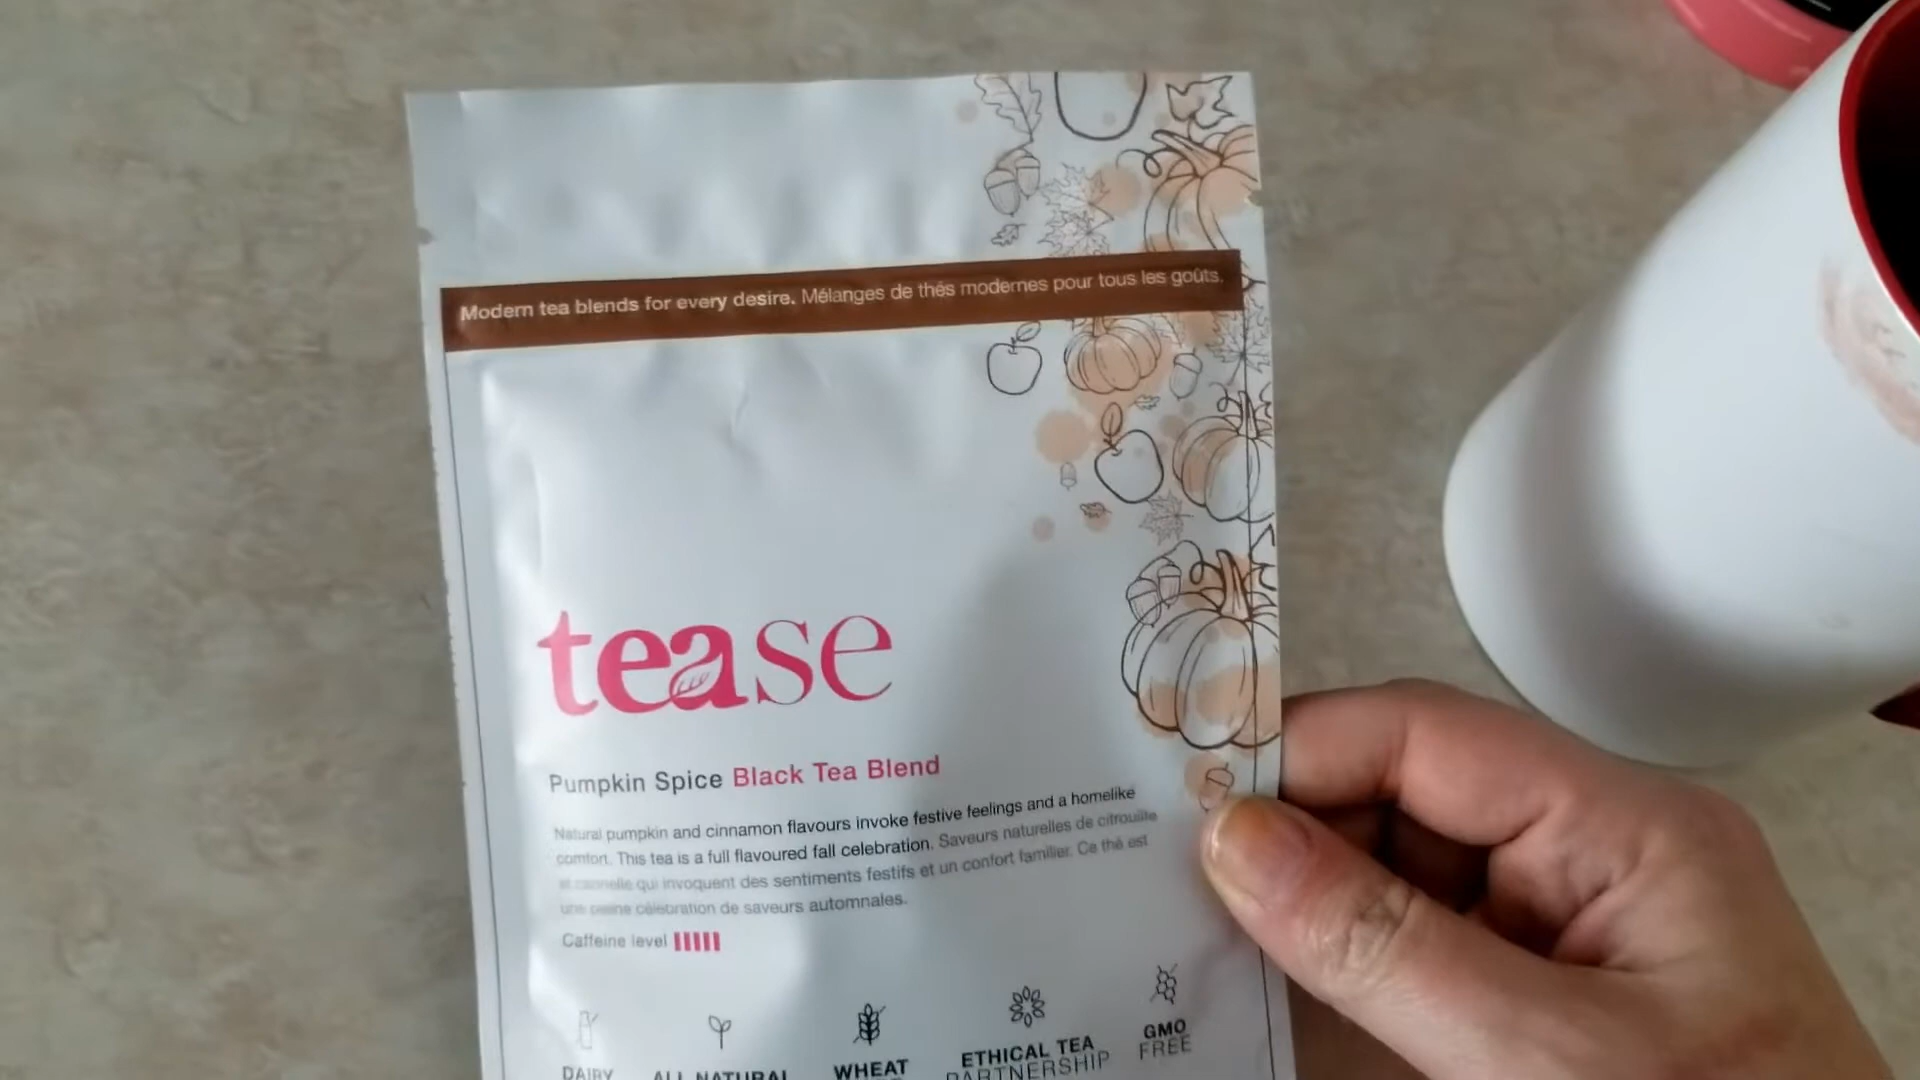 Modern tea blends for every desire. Mélanges de thés modernes pour tous les goûts.
tease
Pumpkin Spice Black Tea Blend
Natural pumpkin and cinnamon flavours invoke festive feelings and a homelike
comfort. This tea is a full flavoured fall celebration. Saveurs naturelles de citrouille
et cannelle qui invoquent des sentiments festifs et un confort familier. Ce thé est
une pleine célébration de saveurs automnales.
Caffeine level
DAIRY
ALL NATURAL
WHEAT
ETHICAL TEA
PARTNERSHIP
GMO
FREE